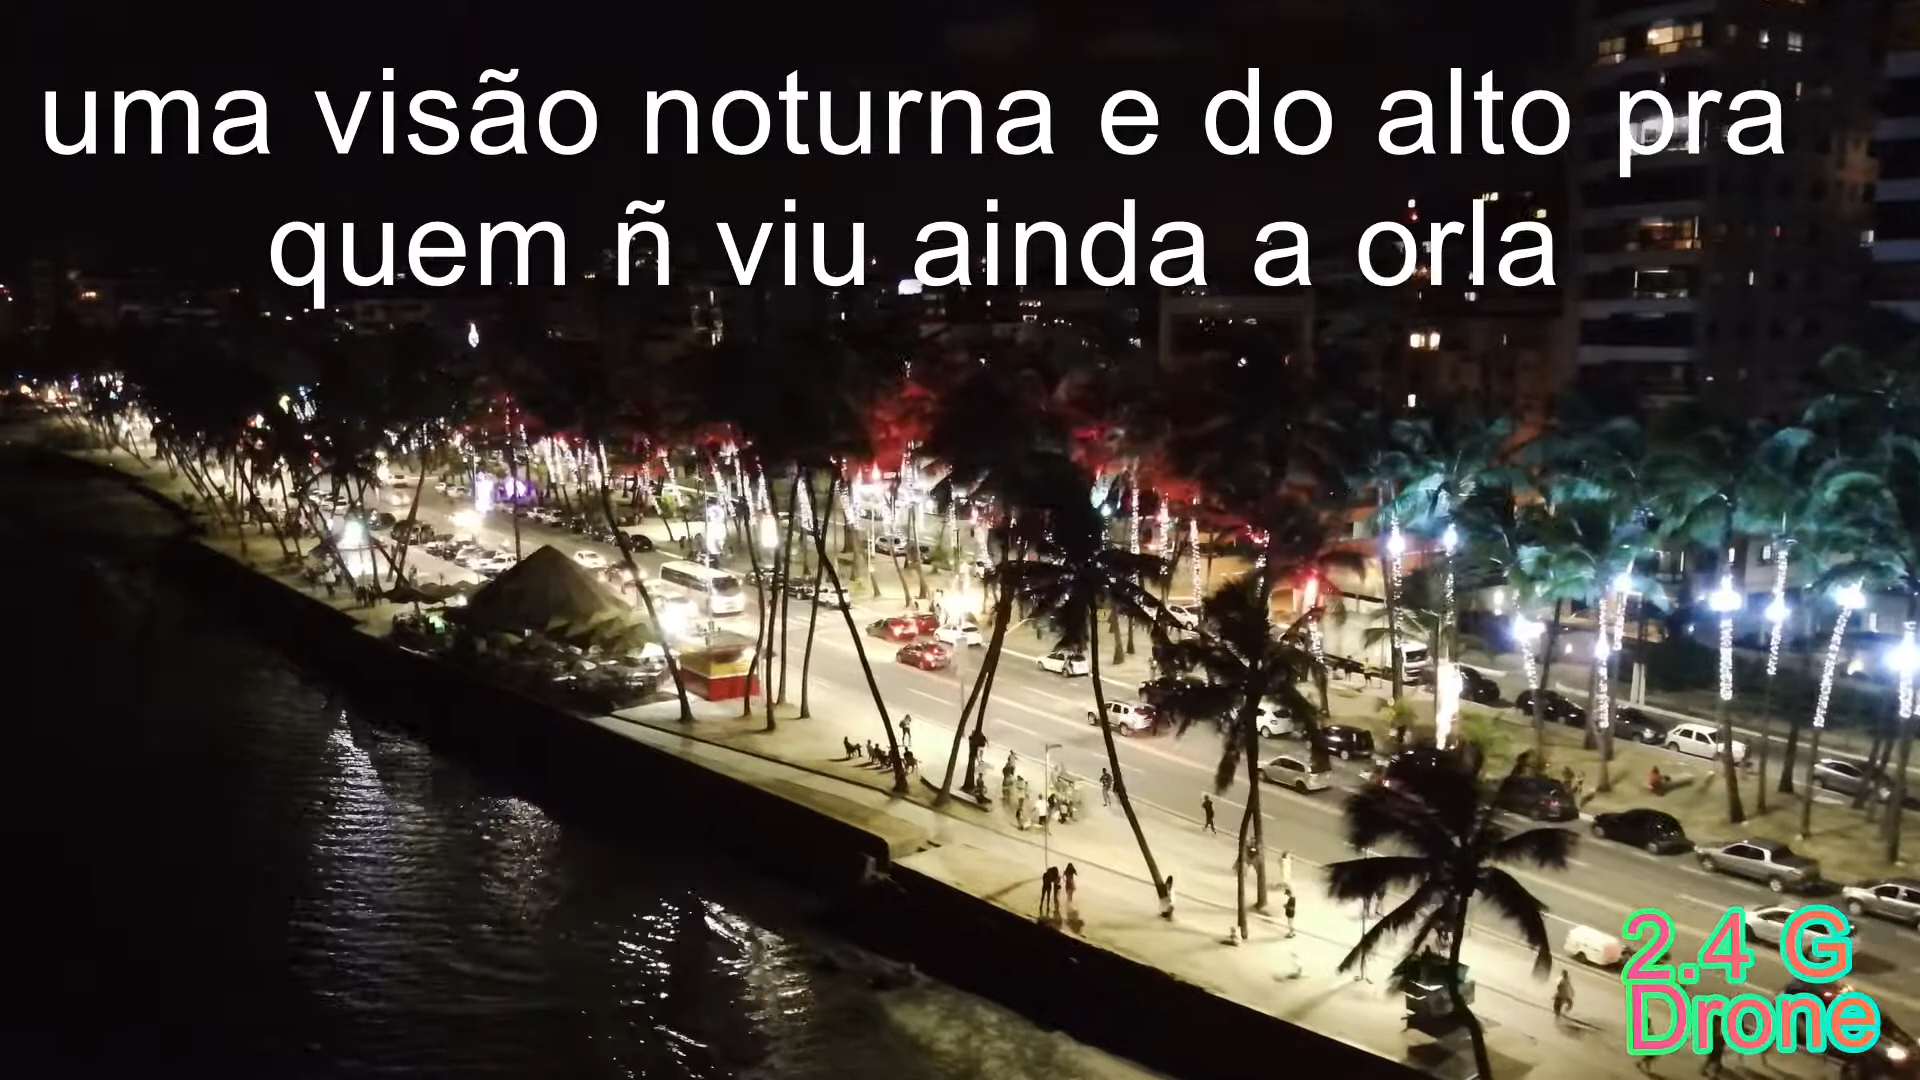 uma visão noturna e do alto pra
quem ñ viu ainda a orla
2.4 G
Drone